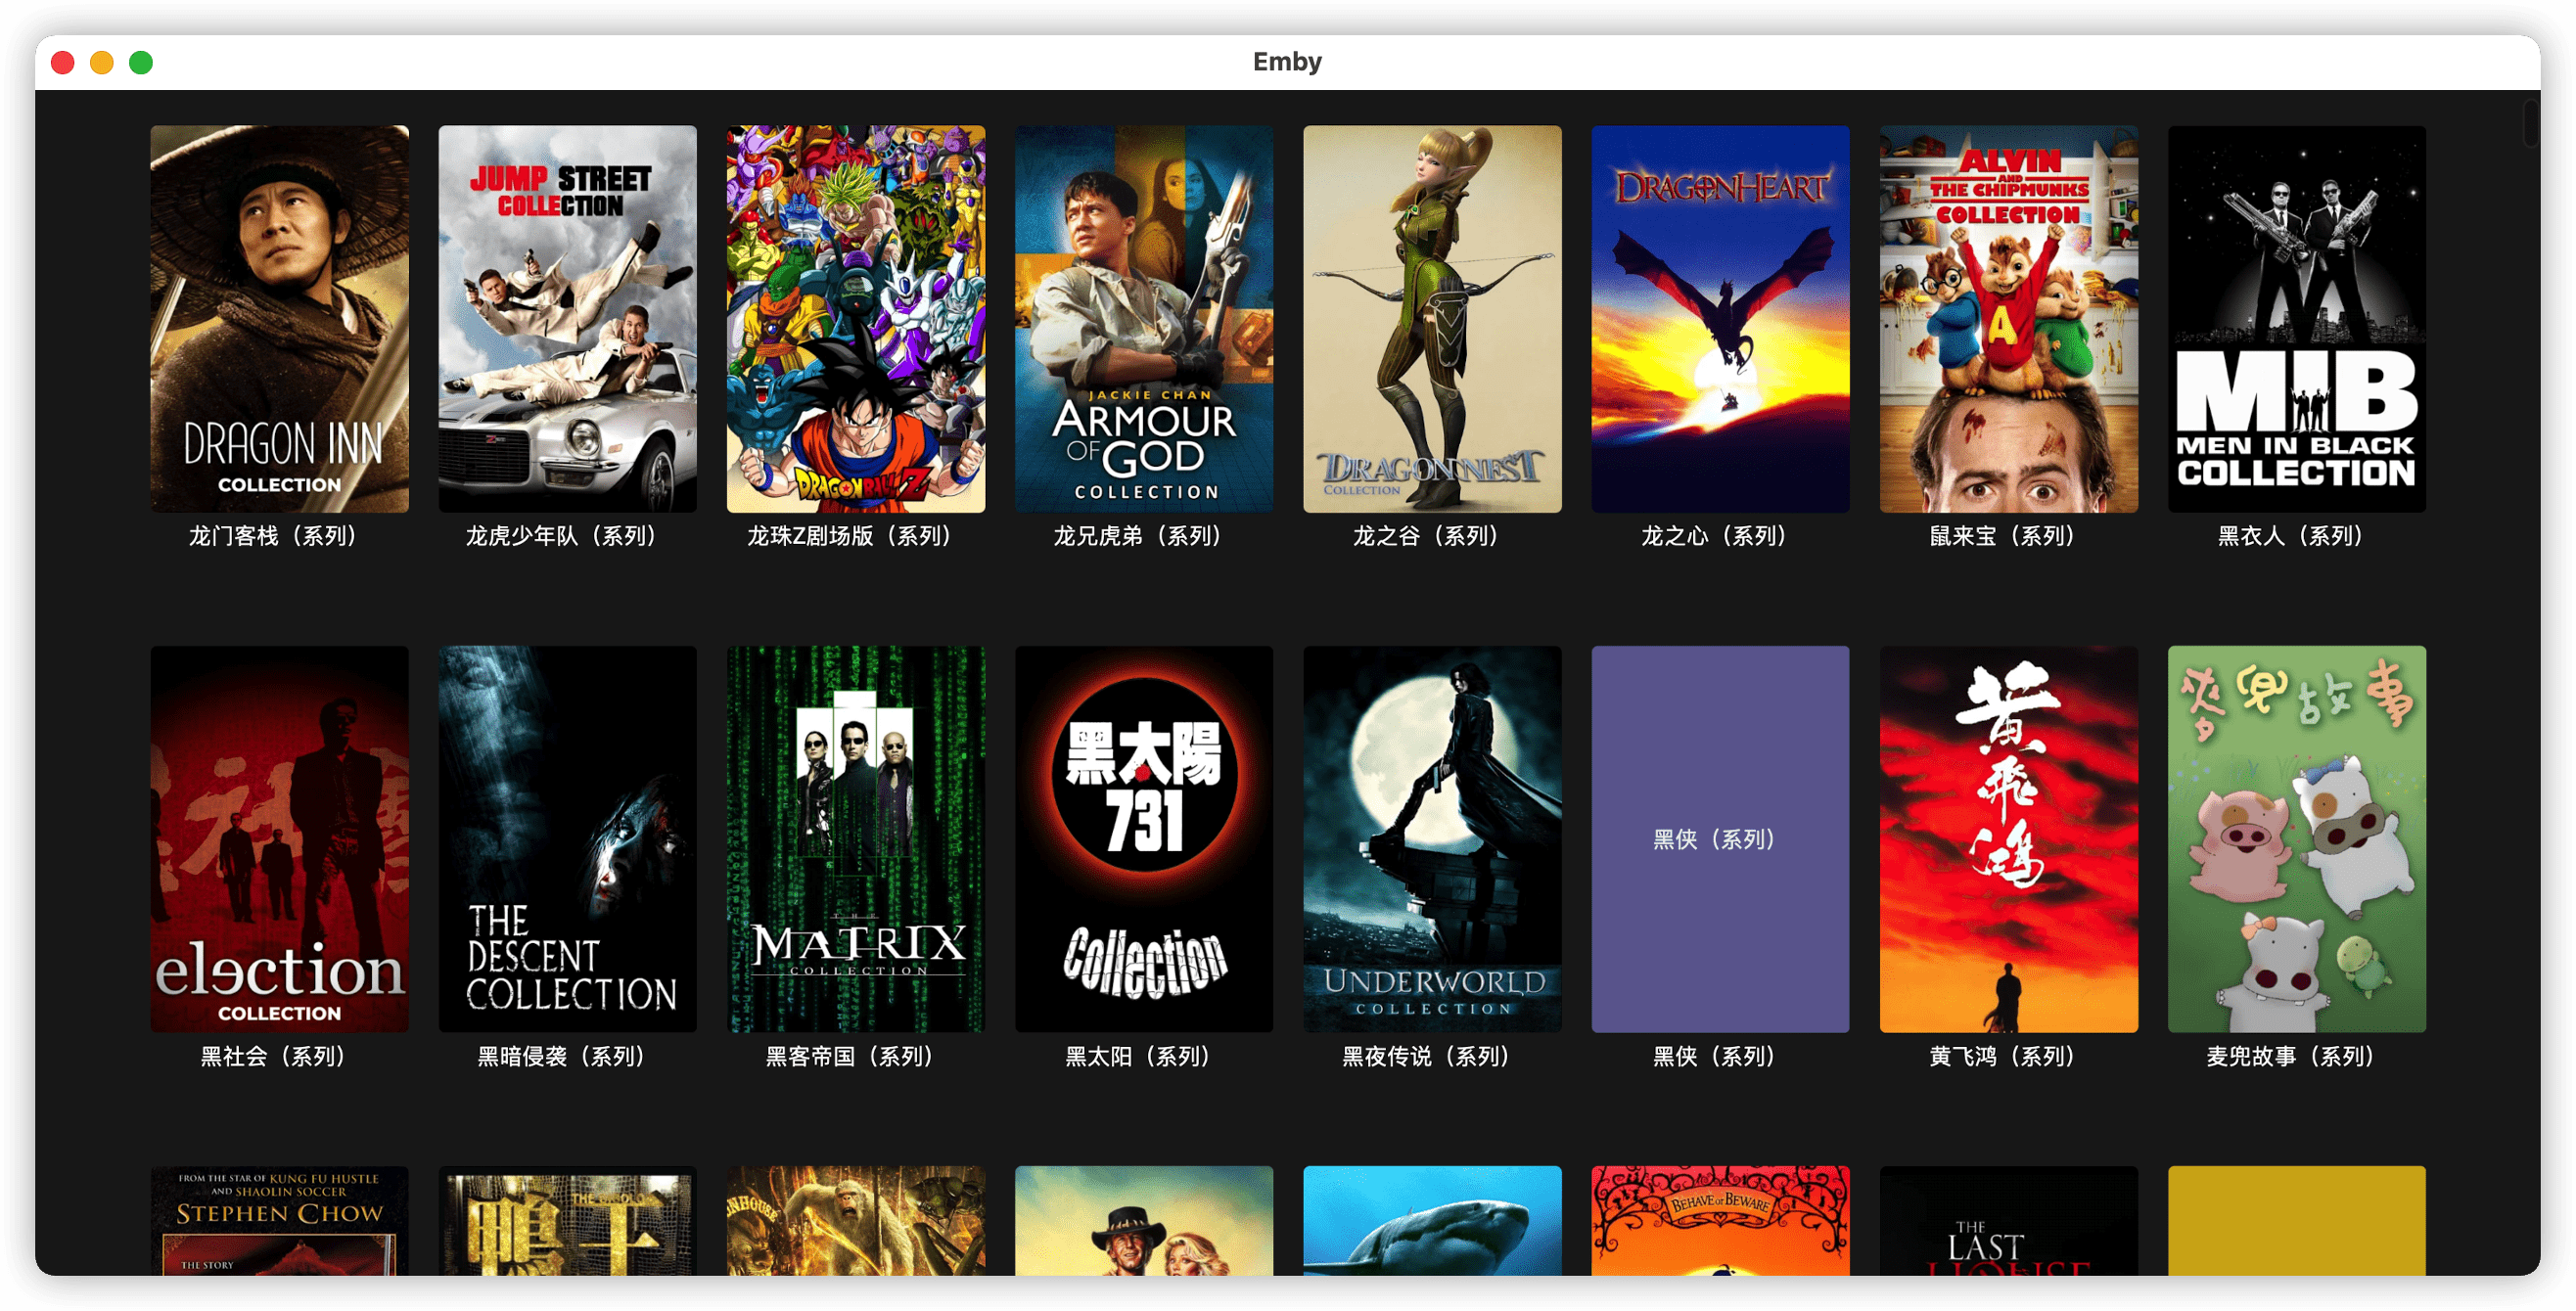 Emby
DRAGON INN
COLLECTION
JUMP STREET
COLLECTION
DRAGON BALL Z
JACKIE CHAN
ARMOUR
OF GOD
COLLECTION
DRAGONNEST
COLLECTION
DRAGONHEART
ALVIN
AND
THE CHIPMUNKS
COLLECTION
A
MIB
MEN IN BLACK
COLLECTION
龙门客栈（系列）
龙虎少年队（系列）
龙珠Z剧场版（系列）
龙兄虎弟（系列）
龙之谷（系列）
龙之心（系列）
鼠来宝（系列）
黑衣人（系列）
election
COLLECTION
THE
DESCENT
COLLECTION
THE
MATRIX
COLLECTION
黑太陽
731
Collection
UNDERWORLD
COLLECTION
黑侠（系列）
黄飛鴻
麥兜故事
黑社会（系列）
黑暗侵袭（系列）
黑客帝国（系列）
黑太阳（系列）
黑夜传说（系列）
黑侠（系列）
黄飞鸿（系列）
麦兜故事（系列）
FROM THE STAR OF KUNG FU HUSTLE
AND SHAOLIN SOCCER
STEPHEN CHOW
THE STORY
BEHAVE or BEWARE
THE
LAST
HOUSE